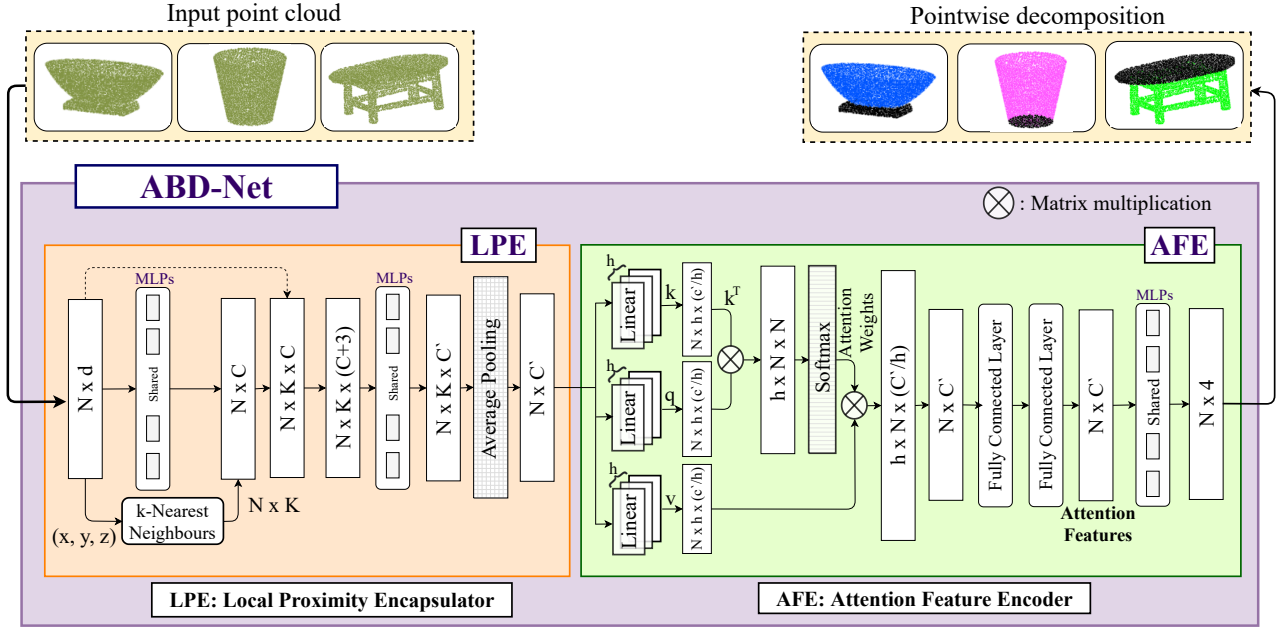 Input point cloud
Pointwise decomposition
ABD-Net
: Matrix multiplication
LPE
AFE
N x d
MLPs
Shared
(x, y, z)
k-Nearest
Neighbours
N x K
N x C
N x K x C
N x K x (C+3)
MLPs
Shared
N x K x C`
Average Pooling
N x C`
h
Linear
k
N x h x (c`/h)
k^T
h
Linear
q
N x h x (c`/h)
h
Linear
v
N x h x (c`/h)
h x N x N
Softmax
Attention
Weights
h x N x (C`/h)
N x C`
Fully Connected Layer
Fully Connected Layer
N x C`
Attention
Features
MLPs
Shared
N x 4
LPE: Local Proximity Encapsulator
AFE: Attention Feature Encoder